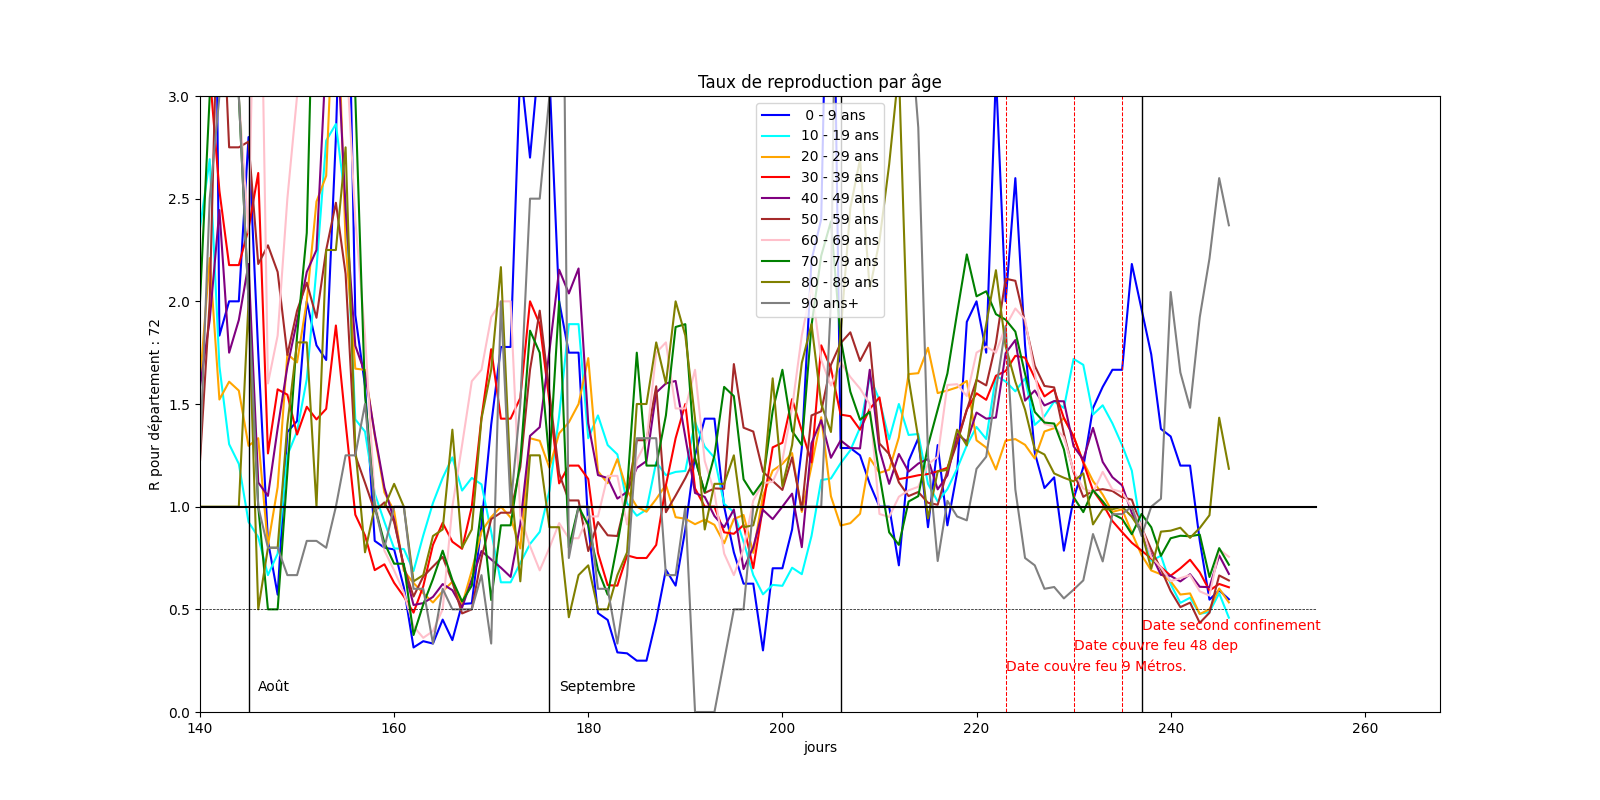 Taux de reproduction par âge
R pour département : 72
3.0
2.5
2.0
1.5
1.0
0.5
0.0
0 - 9 ans
10 - 19 ans
20 - 29 ans
30 - 39 ans
40 - 49 ans
50 - 59 ans
60 - 69 ans
70 - 79 ans
80 - 89 ans
90 ans+
Date second confinement
Date couvre feu 48 dep
Date couvre feu 9 Métros.
Août
Septembre
140
160
180
200
220
240
260
jours